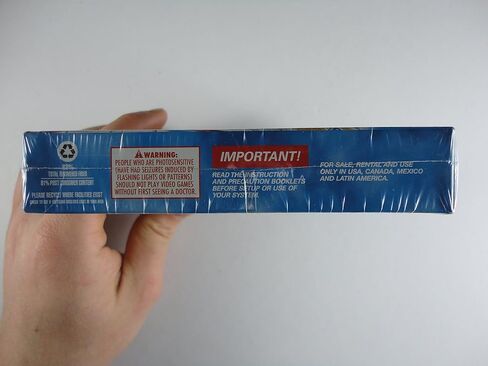 TOTAL RECOVERED FIBER
PLEASE RECYCLE WHERE FACILITIES EXIST
WARNING:
PEOPLE WHO ARE PHOTOSENSITIVE
(HAVE HAD SEIZURES INDUCED BY
FLASHING LIGHTS OR PATTERNS)
SHOULD NOT PLAY VIDEO GAMES
WITHOUT FIRST SEEING A DOCTOR.
IMPORTANT!
READ THE INSTRUCTION
AND PRECAUTION BOOKLETS
BEFORE SETUP OR USE OF
YOUR SYSTEM.
FOR SALE, RENTAL AND USE
ONLY IN USA, CANADA, MEXICO
AND LATIN AMERICA.